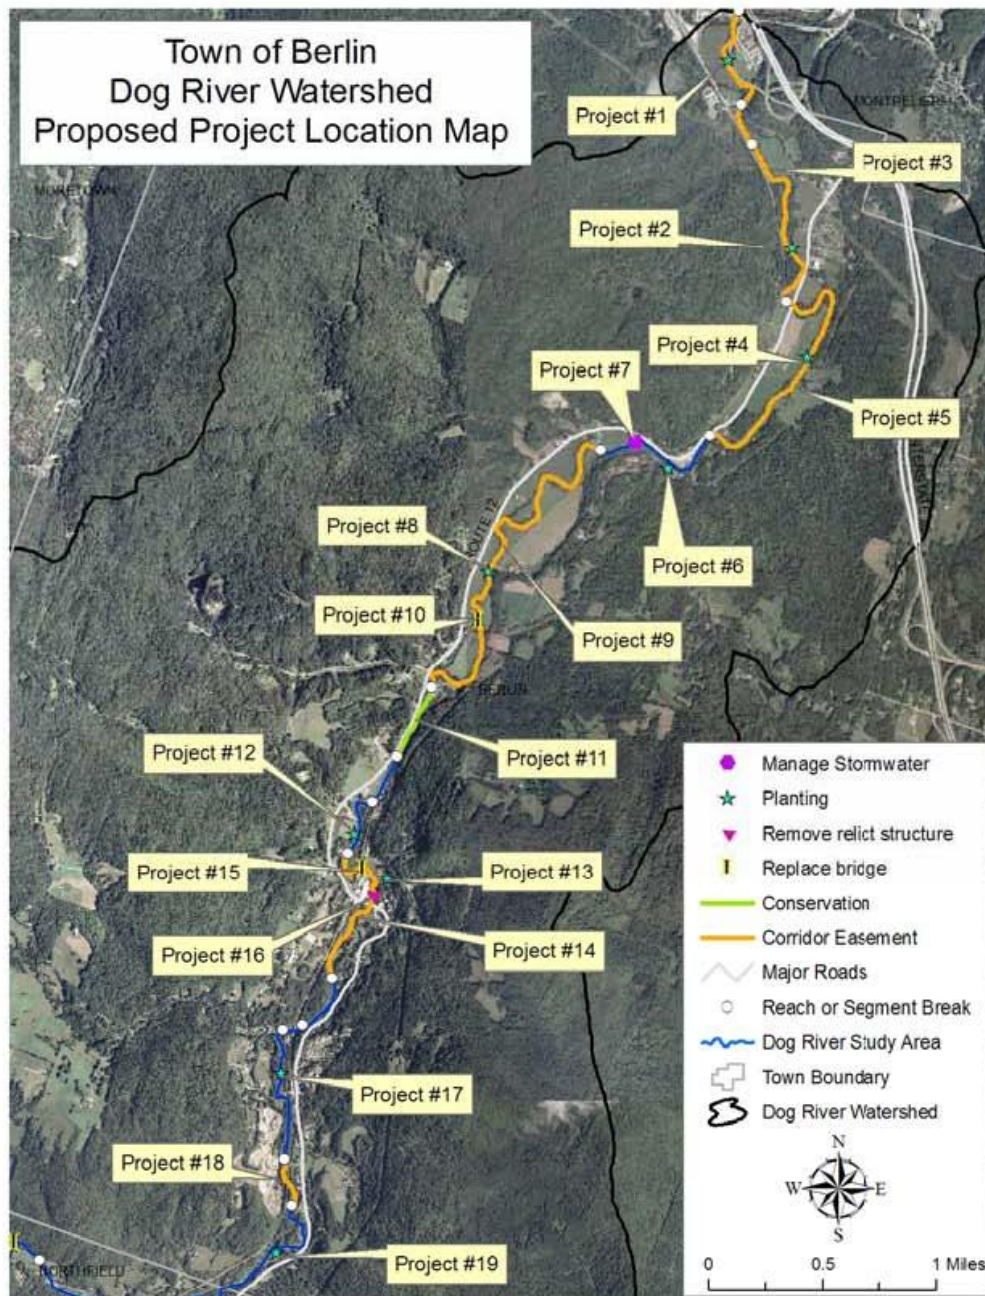 Town of Berlin
Dog River Watershed
Proposed Project Location Map
MONTPELIER
Project #1
Project #3
MORETOWN
Project #2
Project #4
Project #7
Project #5
Project #8
ROUTE 12
Project #6
Project #10
Project #9
BERLIN
Project #12
Project #11
Project #15
Project #13
Project #16
Project #14
Project #17
Project #18
Project #19
NORTHFIELD
Manage Stormwater
Planting
Remove relict structure
Replace bridge
Conservation
Corridor Easement
Major Roads
Reach or Segment Break
Dog River Study Area
Town Boundary
Dog River Watershed
N
W
E
S
0
0.5
1 Miles